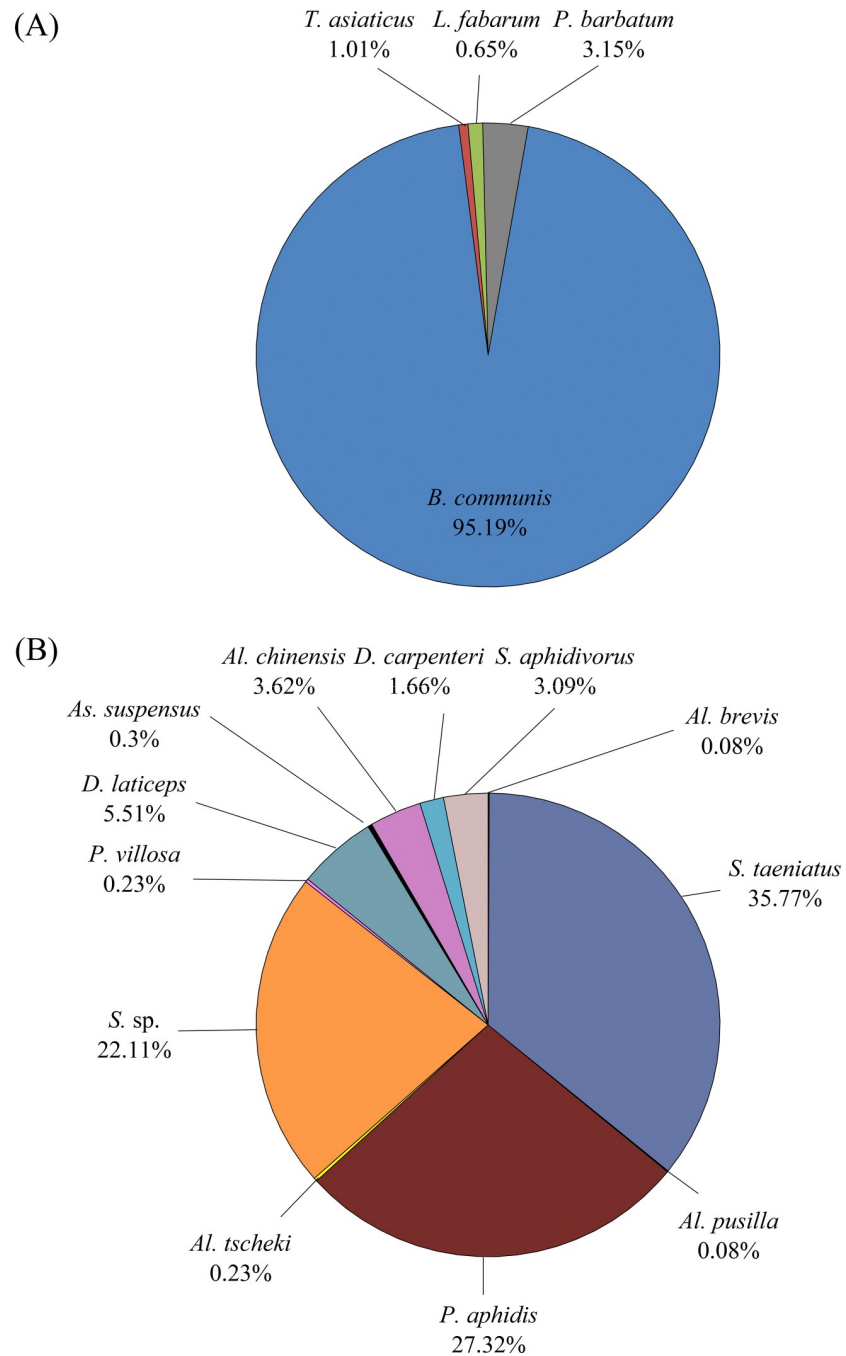 (A)
T. asiaticus L. fabarum P. barbatum
1.01% 0.65% 3.15%
B. communis
95.19%
(B)
Al. chinensis D. carpenteri S. aphidivorus
3.62% 1.66% 3.09%
As. suspensus
0.3%
Al. brevis
0.08%
D. laticeps
5.51%
P. villosa
0.23%
S. taeniatus
35.77%
S. sp.
22.11%
Al. pusilla
0.08%
Al. tscheki
0.23%
P. aphidis
27.32%